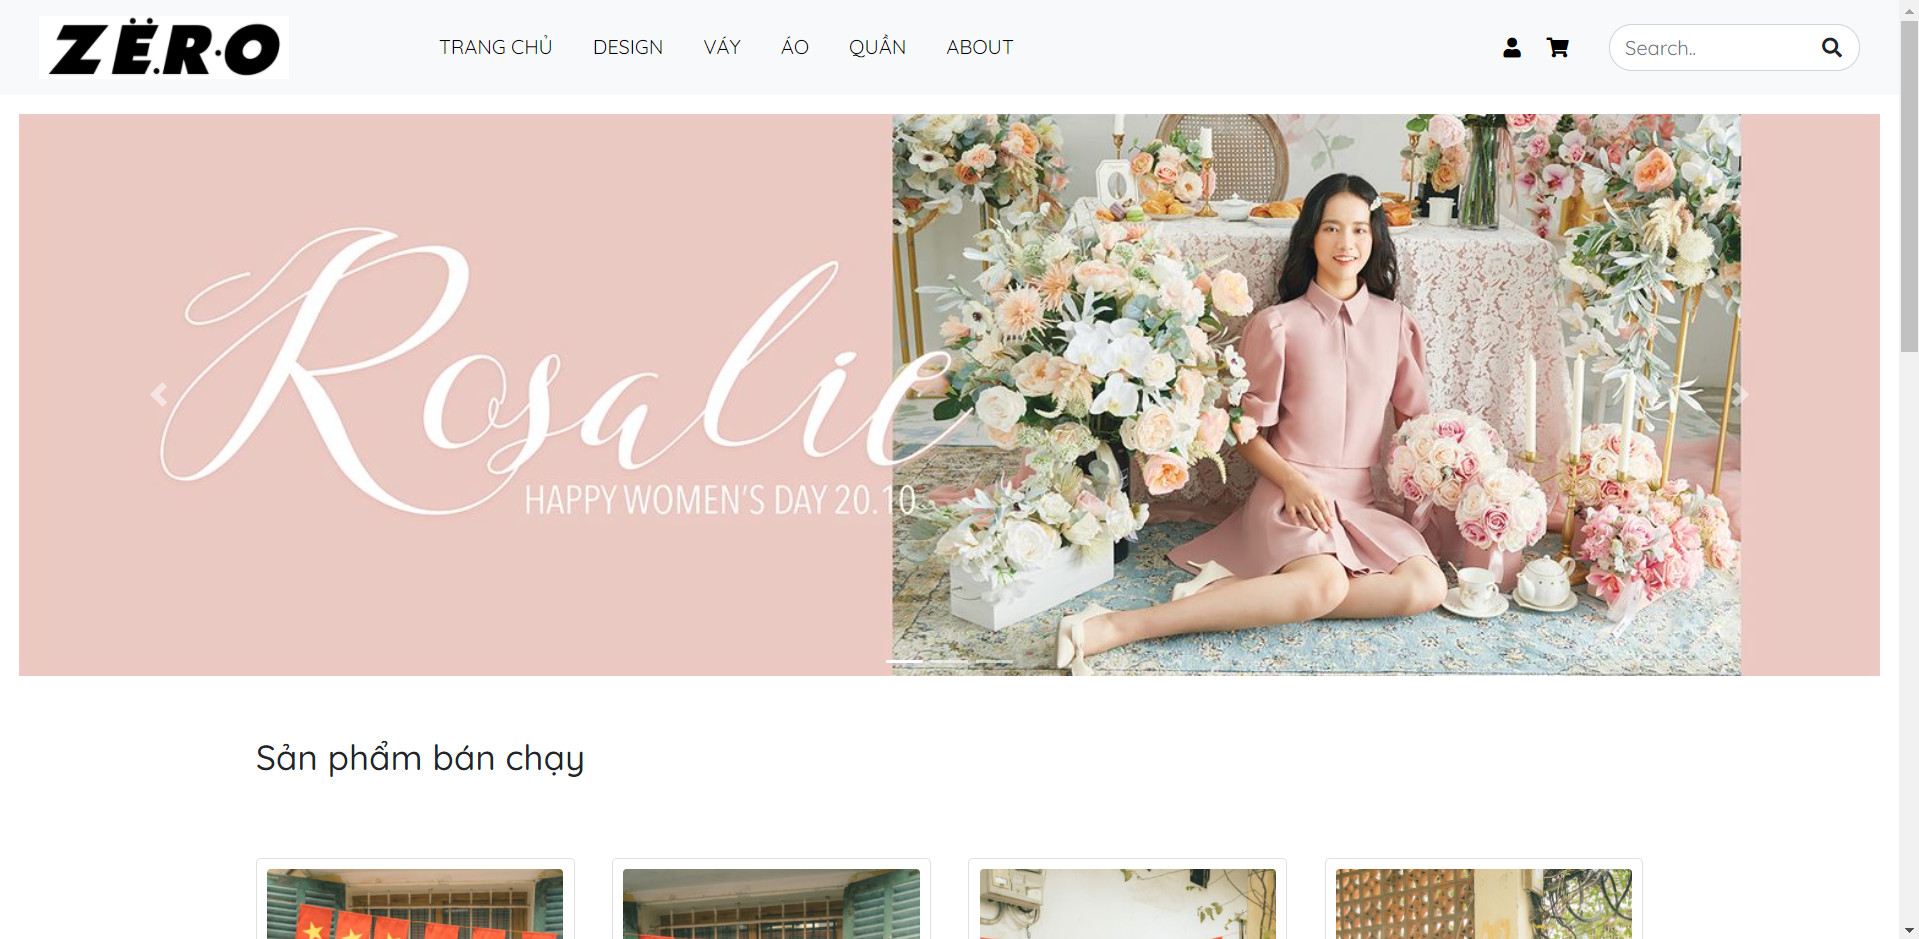 ZËR·O
TRANG CHỦ
DESIGN
VÁY
ÁO
QUẦN
ABOUT
Search..
Rosalie
HAPPY WOMEN'S DAY 20.10
Sản phẩm bán chạy